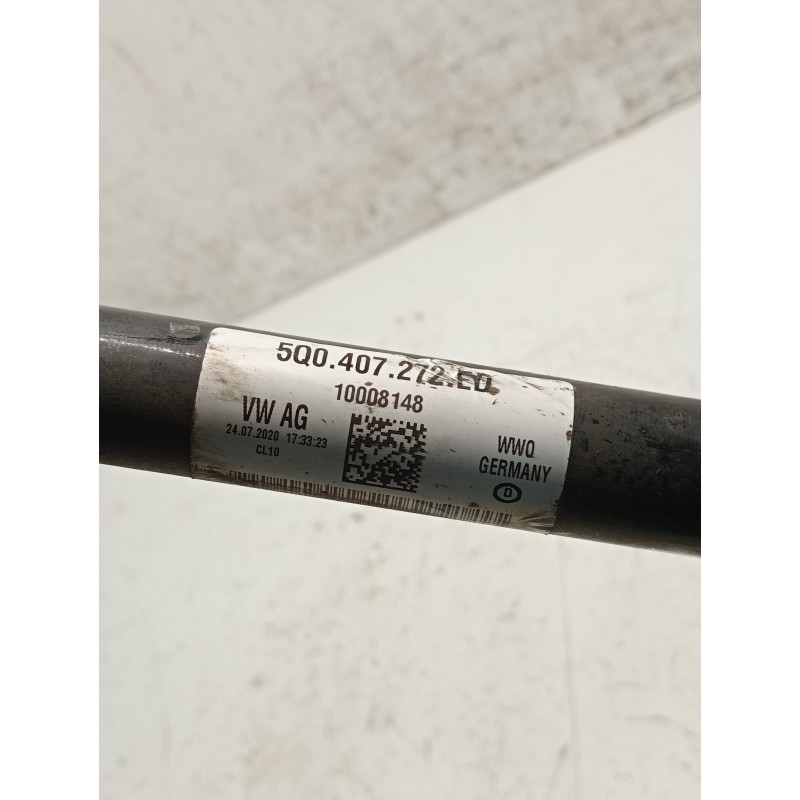 5Q0.407.272.ED
10008148
VW AG
24.07.2020 17:33:23
CL10
WWQ
GERMANY
D